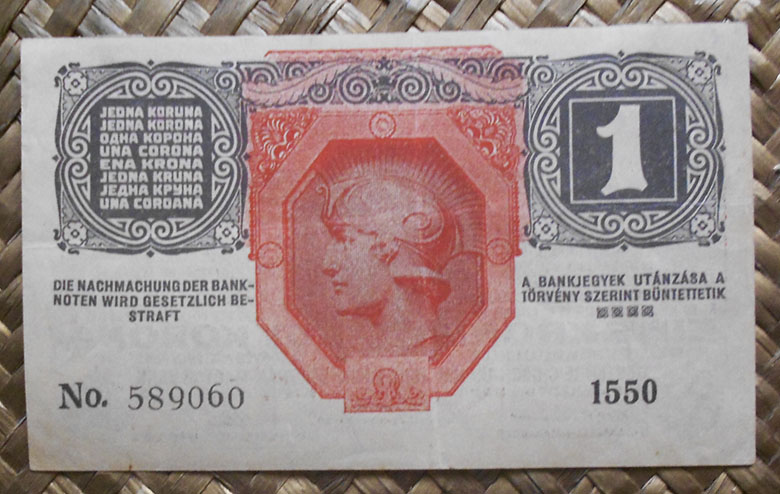 JEDNA KORUNA
JEDNA KORONA
ОДНА КОРОНА
UNA CORONA
ENA KRONA
JEDNA KRUNA
ЈЕДНА КРУНА
UNA COROANA
1
DIE NACHMACHUNG DER BANK-
NOTEN WIRD GESETZLICH BE-
STRAFT
A BANKJEGYEK UTÁNZÁSA A
TÖRVÉNY SZERINT BÜNTETTETIK
No. 589060
1550